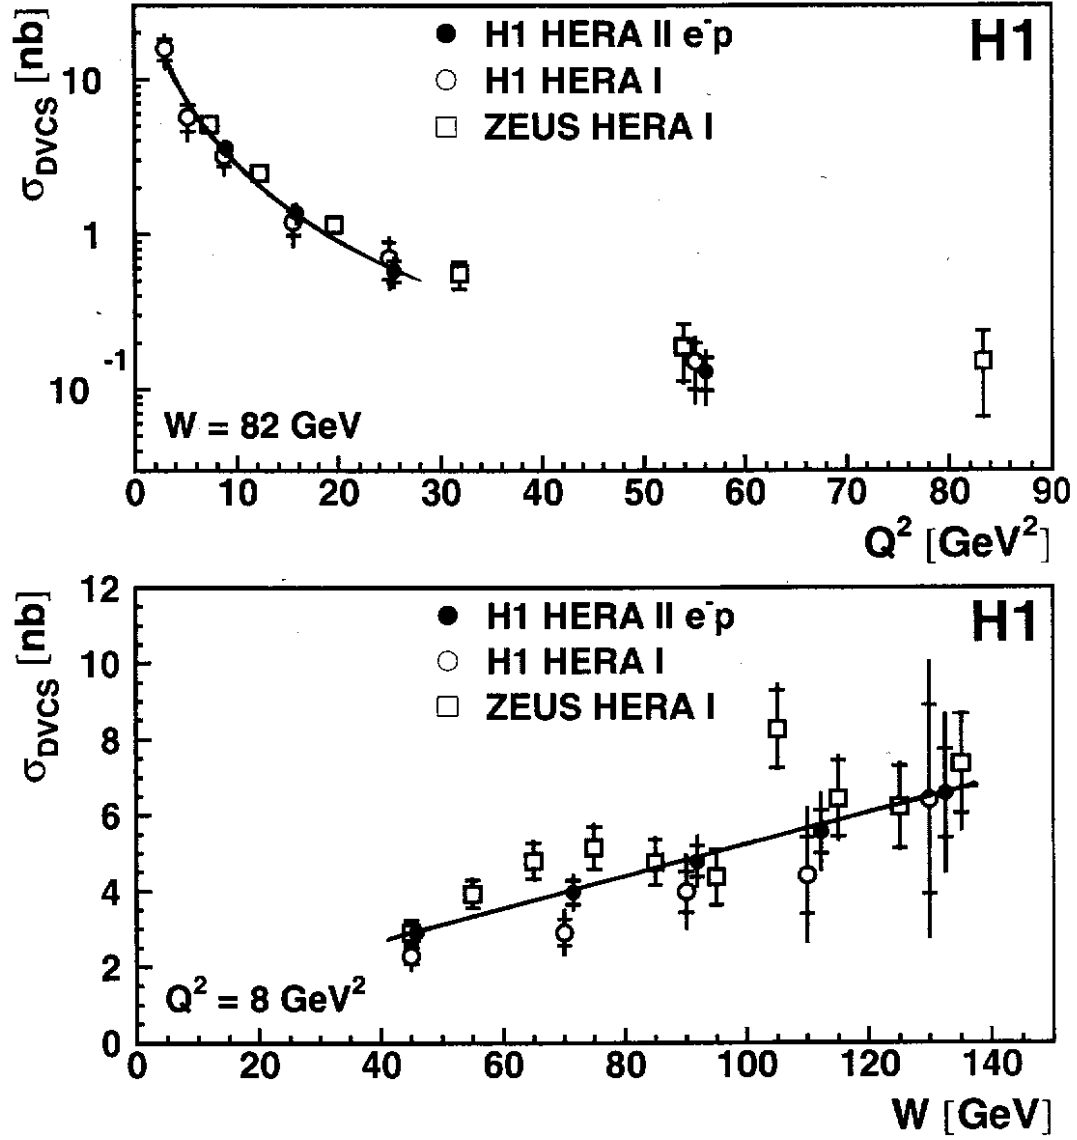 H1 HERA II e⁻p
H1
H1 HERA I
ZEUS HERA I
σDVCS [nb]
10
1
10⁻¹
W = 82 GeV
0 10 20 30 40 50 60 70 80 90
Q² [GeV²]
H1 HERA II e⁻p
H1
H1 HERA I
ZEUS HERA I
σDVCS [nb]
12
10
8
6
4
2
0
Q² = 8 GeV²
0 20 40 60 80 100 120 140
W [GeV]